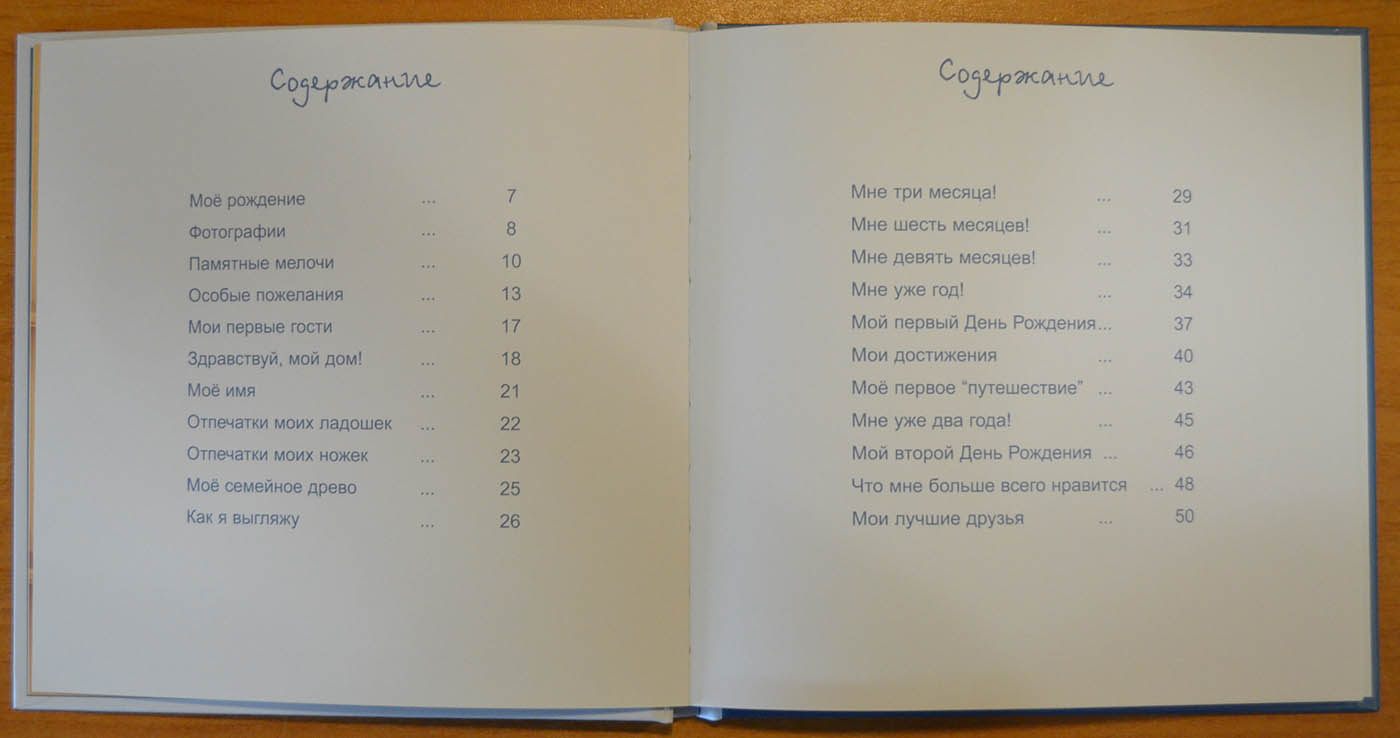 Содержание
Моё рождение ... 7
Фотографии ... 8
Памятные мелочи ... 10
Особые пожелания ... 13
Мои первые гости ... 17
Здравствуй, мой дом! ... 18
Моё имя ... 21
Отпечатки моих ладошек ... 22
Отпечатки моих ножек ... 23
Моё семейное древо ... 25
Как я выгляжу ... 26
Содержание
Мне три месяца! ... 29
Мне шесть месяцев! ... 31
Мне девять месяцев! ... 33
Мне уже год! ... 34
Мой первый День Рождения... 37
Мои достижения ... 40
Моё первое “путешествие” ... 43
Мне уже два года! ... 45
Мой второй День Рождения ... 46
Что мне больше всего нравится ... 48
Мои лучшие друзья ... 50